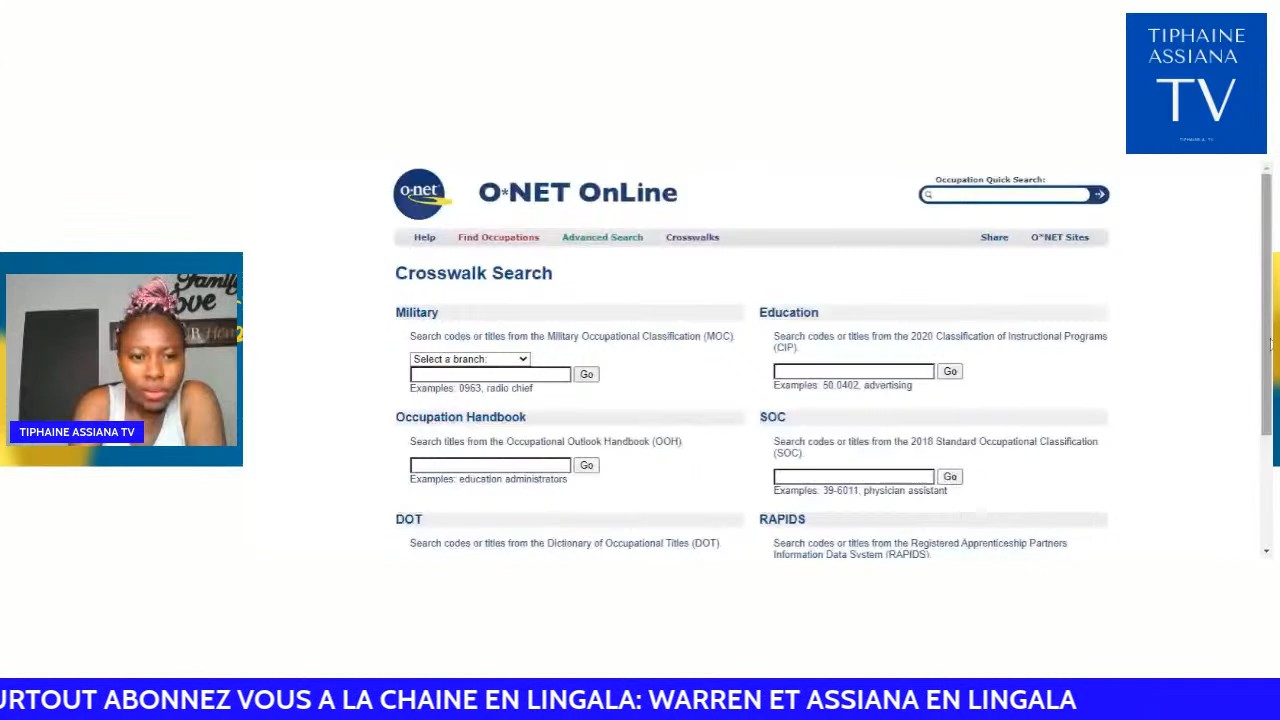 TIPHAINE
ASSIANA
TV
TIPHAINE A. TV
o·net
O*NET OnLine
Occupation Quick Search:
Help Find Occupations Advanced Search Crosswalks Share O*NET Sites
Crosswalk Search
Military
Search codes or titles from the Military Occupational Classification (MOC).
Select a branch:
Go
Examples: 0963, radio chief
Education
Search codes or titles from the 2020 Classification of Instructional Programs
(CIP).
Go
Examples: 50.0402, advertising
Occupation Handbook
Search titles from the Occupational Outlook Handbook (OOH).
Go
Examples: education administrators
SOC
Search codes or titles from the 2018 Standard Occupational Classification
(SOC).
Go
Examples: 39-6011, physician assistant
DOT
Search codes or titles from the Dictionary of Occupational Titles (DOT).
RAPIDS
Search codes or titles from the Registered Apprenticeship Partners
Information Data System (RAPIDS).
Family
TIPHAINE ASSIANA TV
URTOUT ABONNEZ VOUS A LA CHAINE EN LINGALA: WARREN ET ASSIANA EN LINGALA